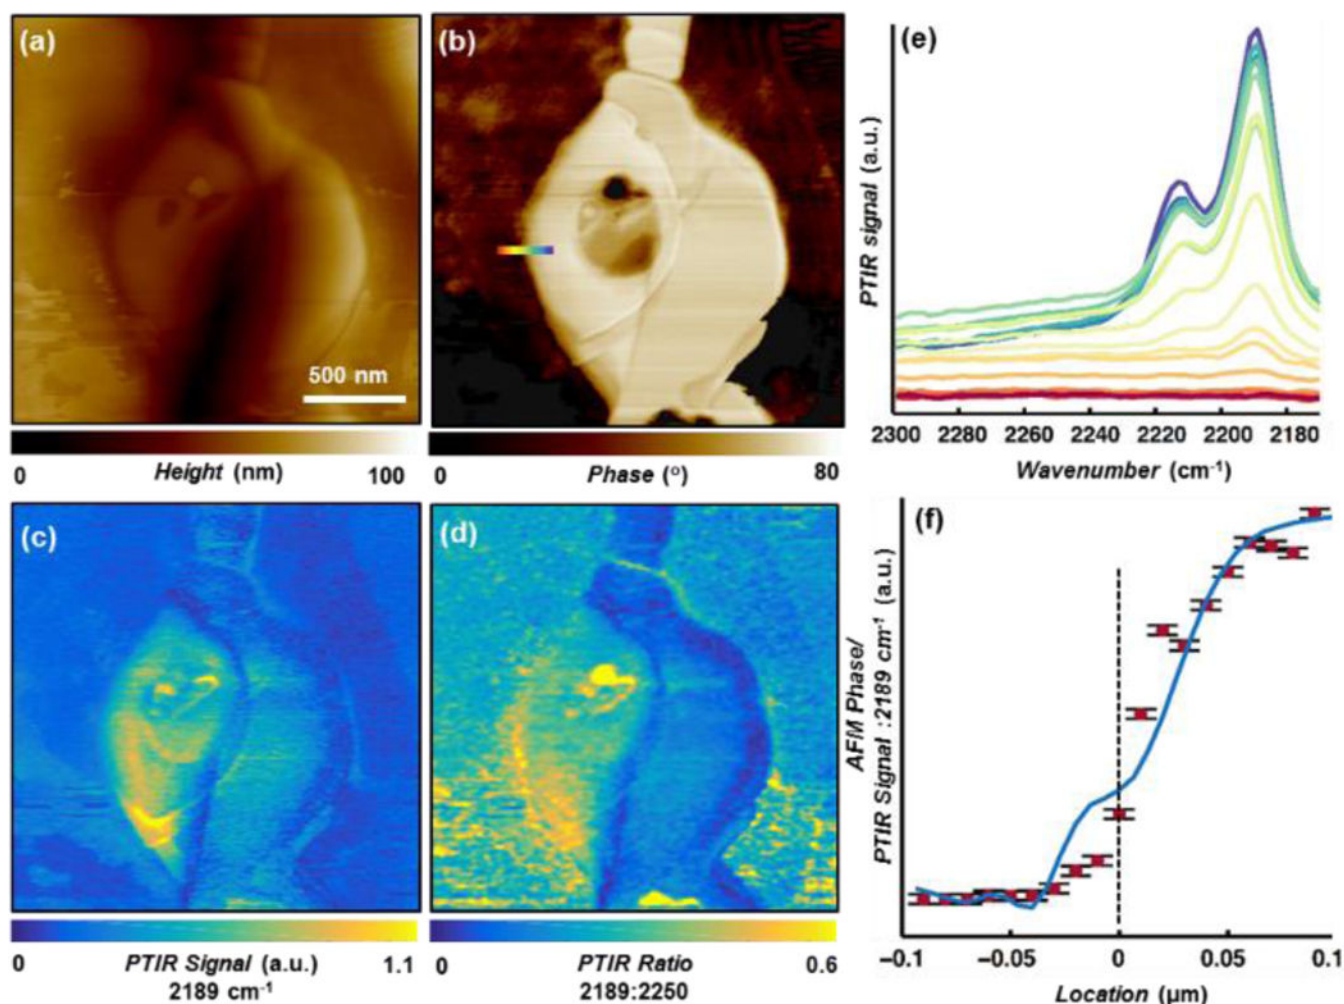 (a)
500 nm
0 Height (nm) 100
(b)
0 Phase (°) 80
(e)
PTIR signal (a.u.)
2300 2280 2260 2240 2220 2200 2180
Wavenumber (cm-1)
(c)
0 PTIR Signal (a.u.) 1.1
2189 cm-1
(d)
0 PTIR Ratio 0.6
2189:2250
(f)
AFM Phase/
PTIR Signal :2189 cm-1 (a.u.)
−0.1 −0.05 0 0.05 0.1
Location (µm)